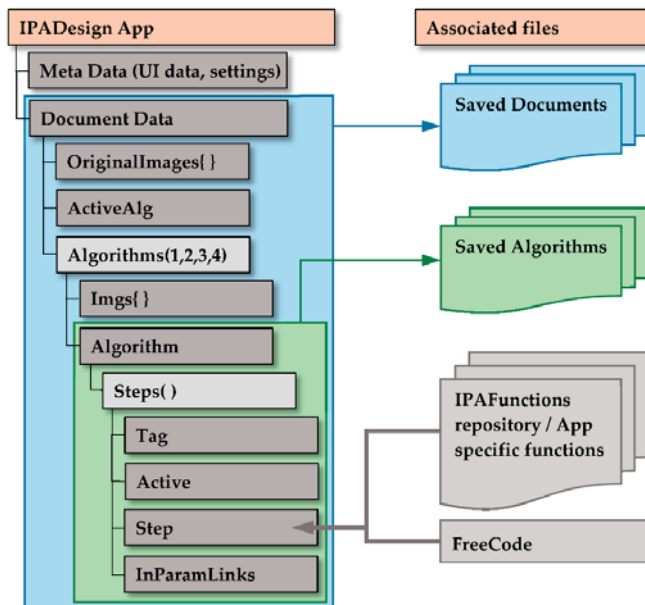 IPADesign App
Associated files
Meta Data (UI data, settings)
Document Data
OriginalImages{ }
ActiveAlg
Algorithms(1,2,3,4)
Imgs{ }
Algorithm
Steps( )
Tag
Active
Step
InParamLinks
Saved Documents
Saved Algorithms
IPAFunctions
repository / App
specific functions
FreeCode